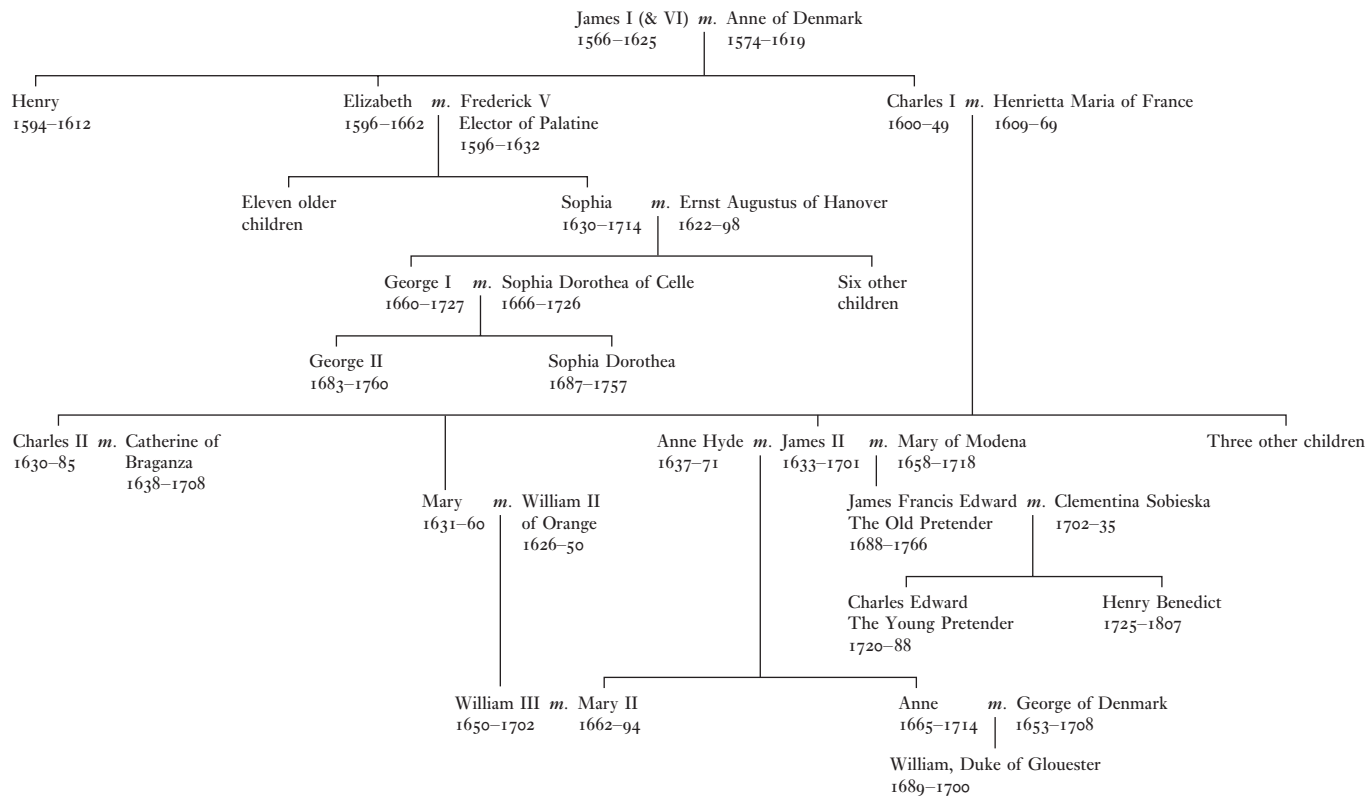 James I (& VI) m. Anne of Denmark
1566–1625 1574–1619
Henry Elizabeth m. Frederick V Charles I m. Henrietta Maria of France
1594–1612 1596–1662 Elector of Palatine 1600–49 1609–69
1596–1632
Eleven older Sophia m. Ernst Augustus of Hanover
children 1630–1714 1622–98
George I m. Sophia Dorothea of Celle Six other
1660–1727 1666–1726 children
George II Sophia Dorothea
1683–1760 1687–1757
Charles II m. Catherine of Anne Hyde m. James II m. Mary of Modena Three other children
1630–85 Braganza 1637–71 1633–1701 1658–1718
1638–1708
Mary m. William II James Francis Edward m. Clementina Sobieska
1631–60 of Orange The Old Pretender 1702–35
1626–50 1688–1766
Charles Edward Henry Benedict
The Young Pretender 1725–1807
1720–88
William III m. Mary II Anne m. George of Denmark
1650–1702 1662–94 1665–1714 1653–1708
William, Duke of Glouester
1689–1700